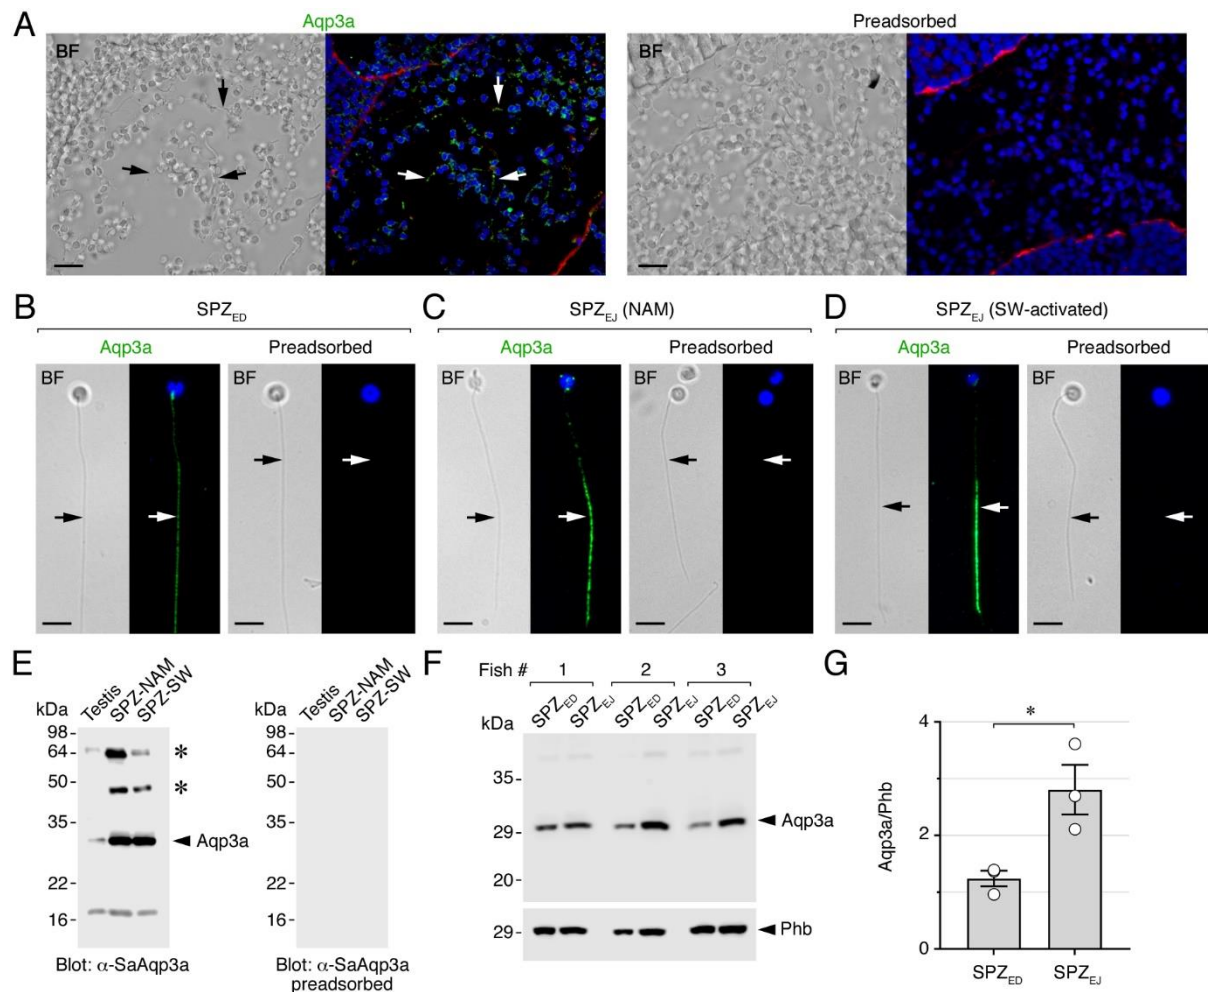 A
Aqp3a
Preadsorbed
BF
BF
B
SPZED
Aqp3a
Preadsorbed
BF
BF
C
SPZEJ (NAM)
Aqp3a
Preadsorbed
BF
BF
D
SPZEJ (SW-activated)
Aqp3a
Preadsorbed
BF
BF
E
kDa
Testis
SPZ-NAM
SPZ-SW
98
64
*
50
*
35
Aqp3a
22
16
Blot: α-SaAqp3a
kDa
Testis
SPZ-NAM
SPZ-SW
98
64
50
35
22
16
Blot: α-SaAqp3a
preadsorbed
F
Fish # 1 2 3
SPZED SPZEJ SPZED SPZEJ SPZED SPZEJ
kDa
35
29
Aqp3a
20
29
Phb
G
Aqp3a/Phb
4
2
0
*
SPZED
SPZEJ